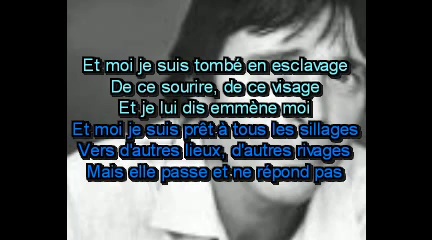 Et moi je suis tombé en esclavage
De ce sourire, de ce visage
Et je lui dis emmène moi
Et moi je suis prêt à tous les sillages
Vers d'autres lieux, d'autres rivages
Mais elle passe et ne répond pas